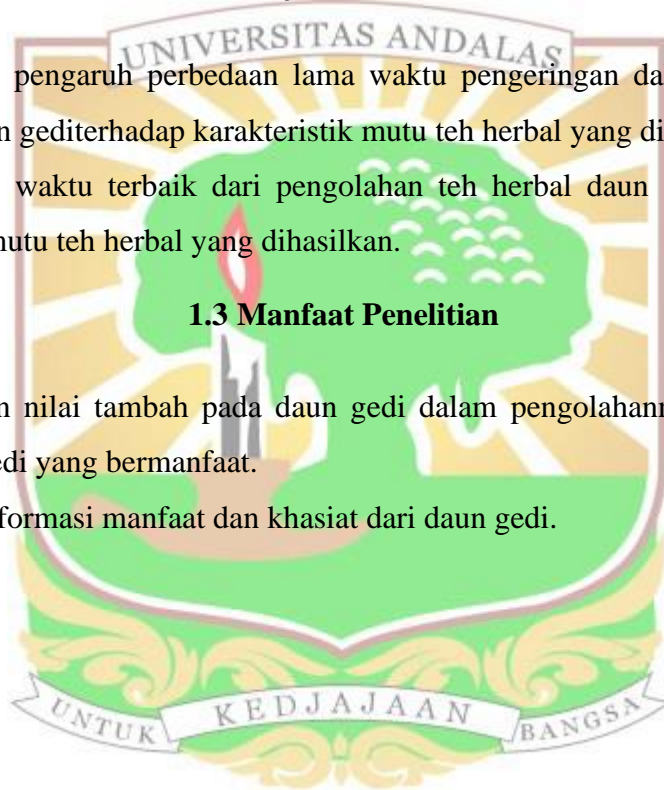 UNIVERSITAS ANDALAS
pengaruh perbedaan lama waktu pengeringan da
n gediterhadap karakteristik mutu teh herbal yang di
waktu terbaik dari pengolahan teh herbal daun
mutu teh herbal yang dihasilkan.
1.3 Manfaat Penelitian
n nilai tambah pada daun gedi dalam pengolahann
edi yang bermanfaat.
formasi manfaat dan khasiat dari daun gedi.
UNTUK KEDJAJAAN BANGSA